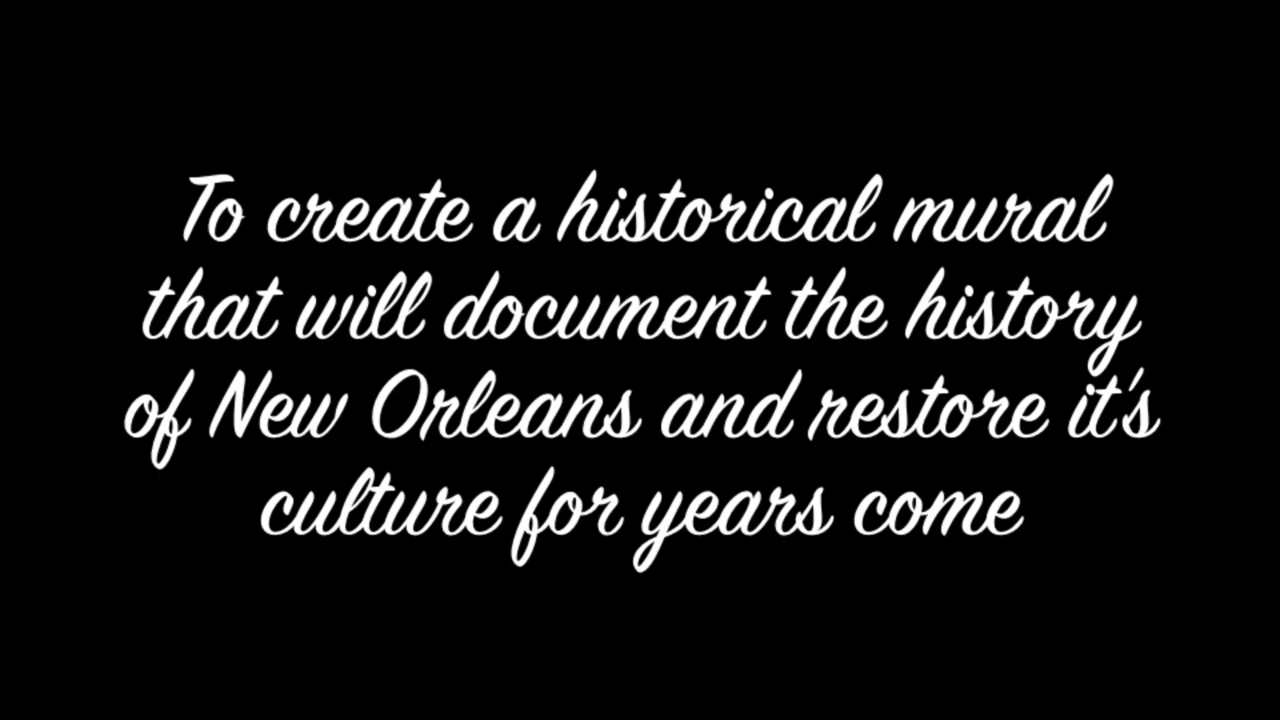 To create a historical mural
that will document the history
of New Orleans and restore it's
culture for years come